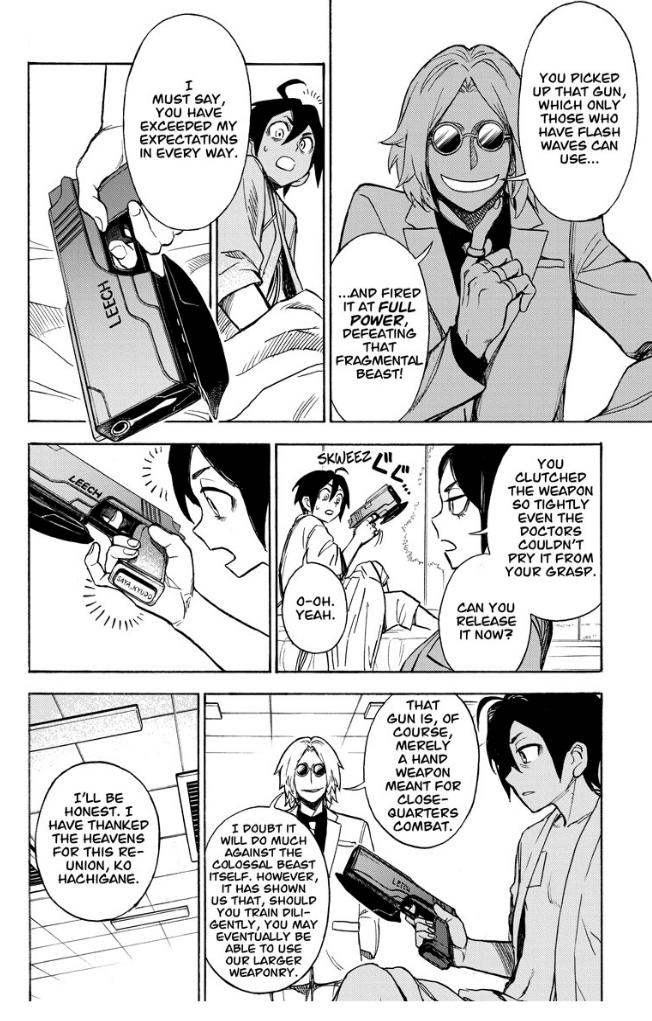 YOU PICKED
UP THAT GUN,
WHICH ONLY
THOSE WHO
HAVE FLASH
WAVES CAN
USE...
...AND FIRED
IT AT FULL
POWER,
DEFEATING
THAT
FRAGMENTAL
BEAST!
I
MUST SAY,
YOU HAVE
EXCEEDED MY
EXPECTATIONS
IN EVERY WAY.
LEECH
YOU
CLUTCHED
THE WEAPON
SO TIGHTLY
EVEN THE
DOCTORS
COULDN'T
PRY IT FROM
YOUR GRASP.
CAN YOU
RELEASE
IT NOW?
SKWEEZ
ぐぐ...
O-OH.
YEAH.
LEECH
SAYA.KYUDO
THAT
GUN IS, OF
COURSE,
MERELY
A HAND
WEAPON
MEANT FOR
CLOSE-
QUARTERS
COMBAT.
I DOUBT IT
WILL DO MUCH
AGAINST THE
COLOSSAL BEAST
ITSELF. HOWEVER,
IT HAS SHOWN
US THAT, SHOULD
YOU TRAIN DILI-
GENTLY, YOU MAY
EVENTUALLY BE
ABLE TO USE
OUR LARGER
WEAPONRY.
LEECH
I'LL BE
HONEST. I
HAVE THANKED
THE HEAVENS
FOR THIS RE-
UNION, KO
HACHIGANE.